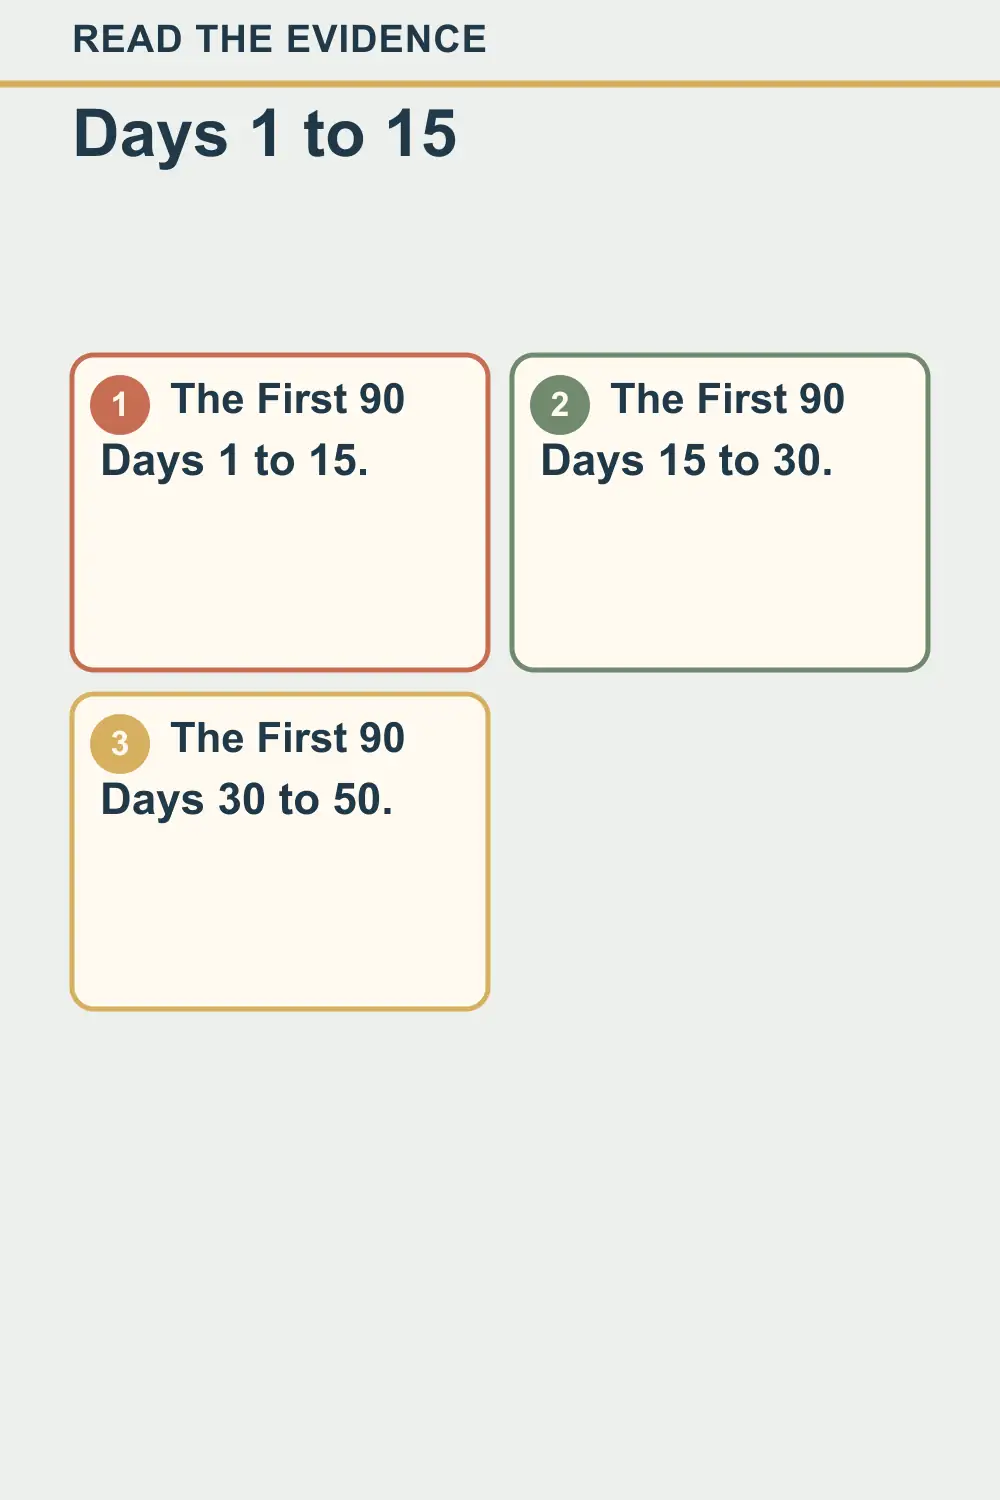 READ THE EVIDENCE
Days 1 to 15
1 The First 90
Days 1 to 15.
2 The First 90
Days 15 to 30.
3 The First 90
Days 30 to 50.